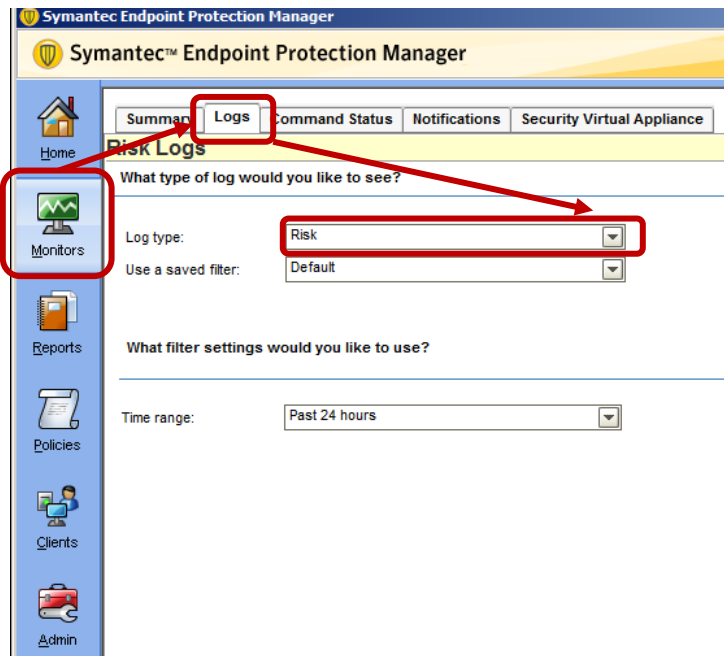 Symantec Endpoint Protection Manager
Symantec™ Endpoint Protection Manager
Home
Monitors
Reports
Policies
Clients
Admin
Summary Logs Command Status Notifications Security Virtual Appliance
Risk Logs
What type of log would you like to see?
Log type: Risk
Use a saved filter: Default
What filter settings would you like to use?
Time range: Past 24 hours